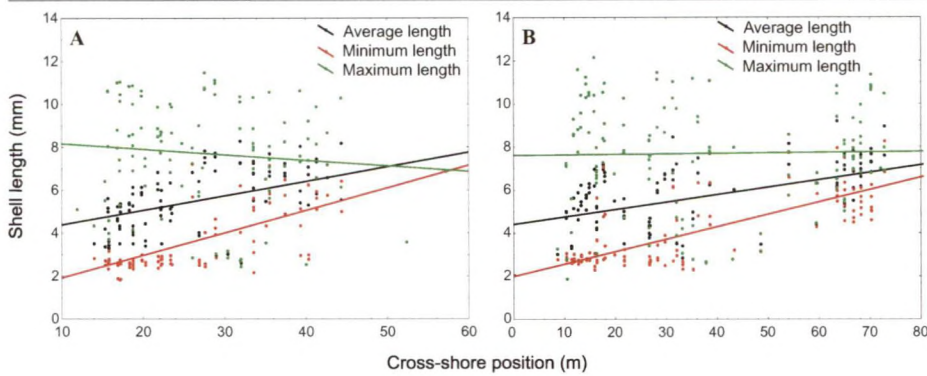 A
Average length
Minimum length
Maximum length
B
Average length
Minimum length
Maximum length
Shell length (mm)
14
12
10
8
6
4
2
0
10 20 30 40 50 60
14
12
10
8
6
4
2
0
0 10 20 30 40 50 60 70 80
Cross-shore position (m)